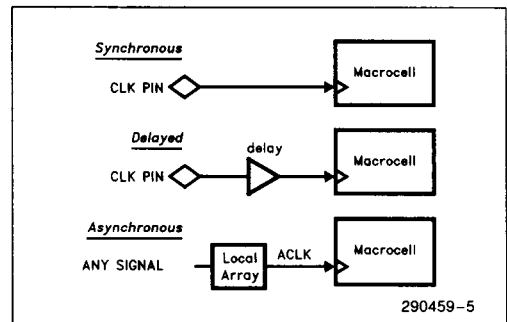 Synchronous
CLK PIN
Macrocell
Delayed
CLK PIN
delay
Macrocell
Asynchronous
ANY SIGNAL
Local
Array
ACLK
Macrocell
290459-5